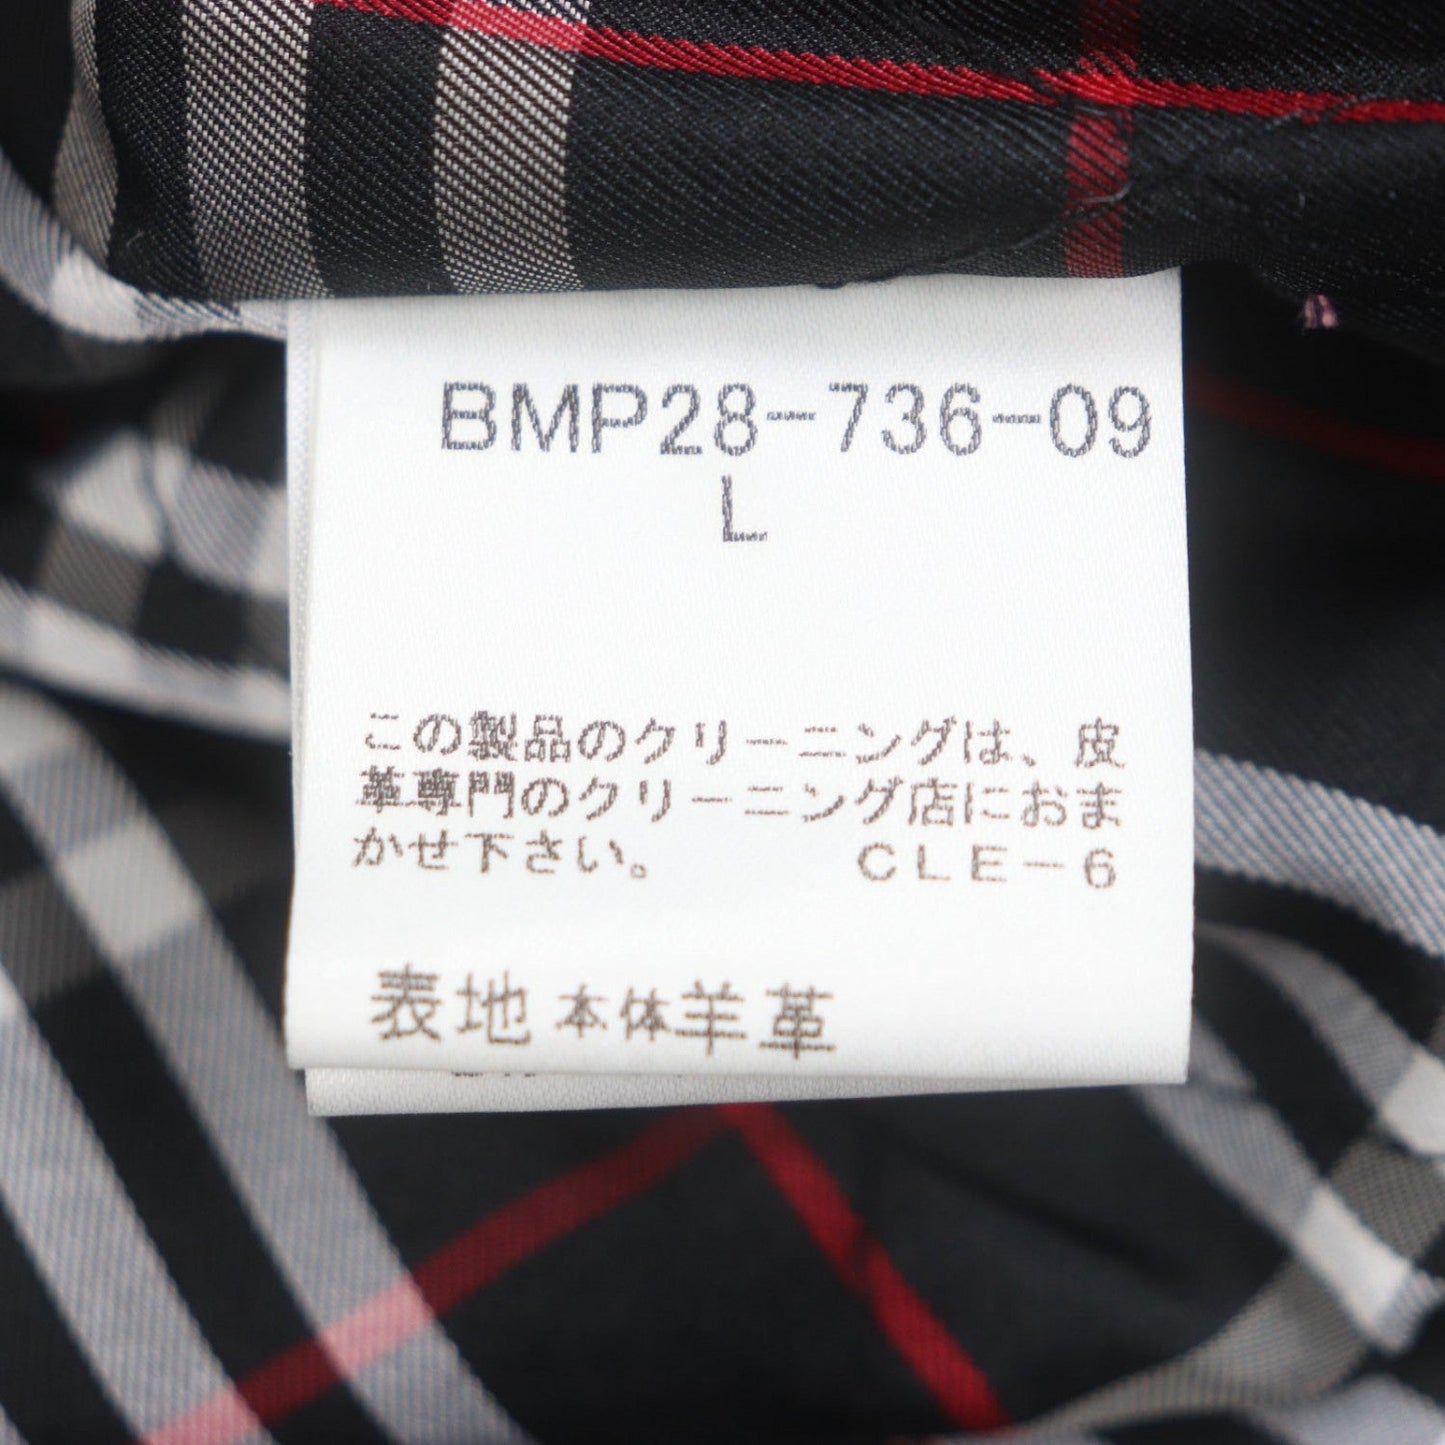 BMP28-736-09
L
この製品のクリーニングは、皮
革専門のクリーニング店におま
かせ下さい。 CLE-6
表地 本体羊革